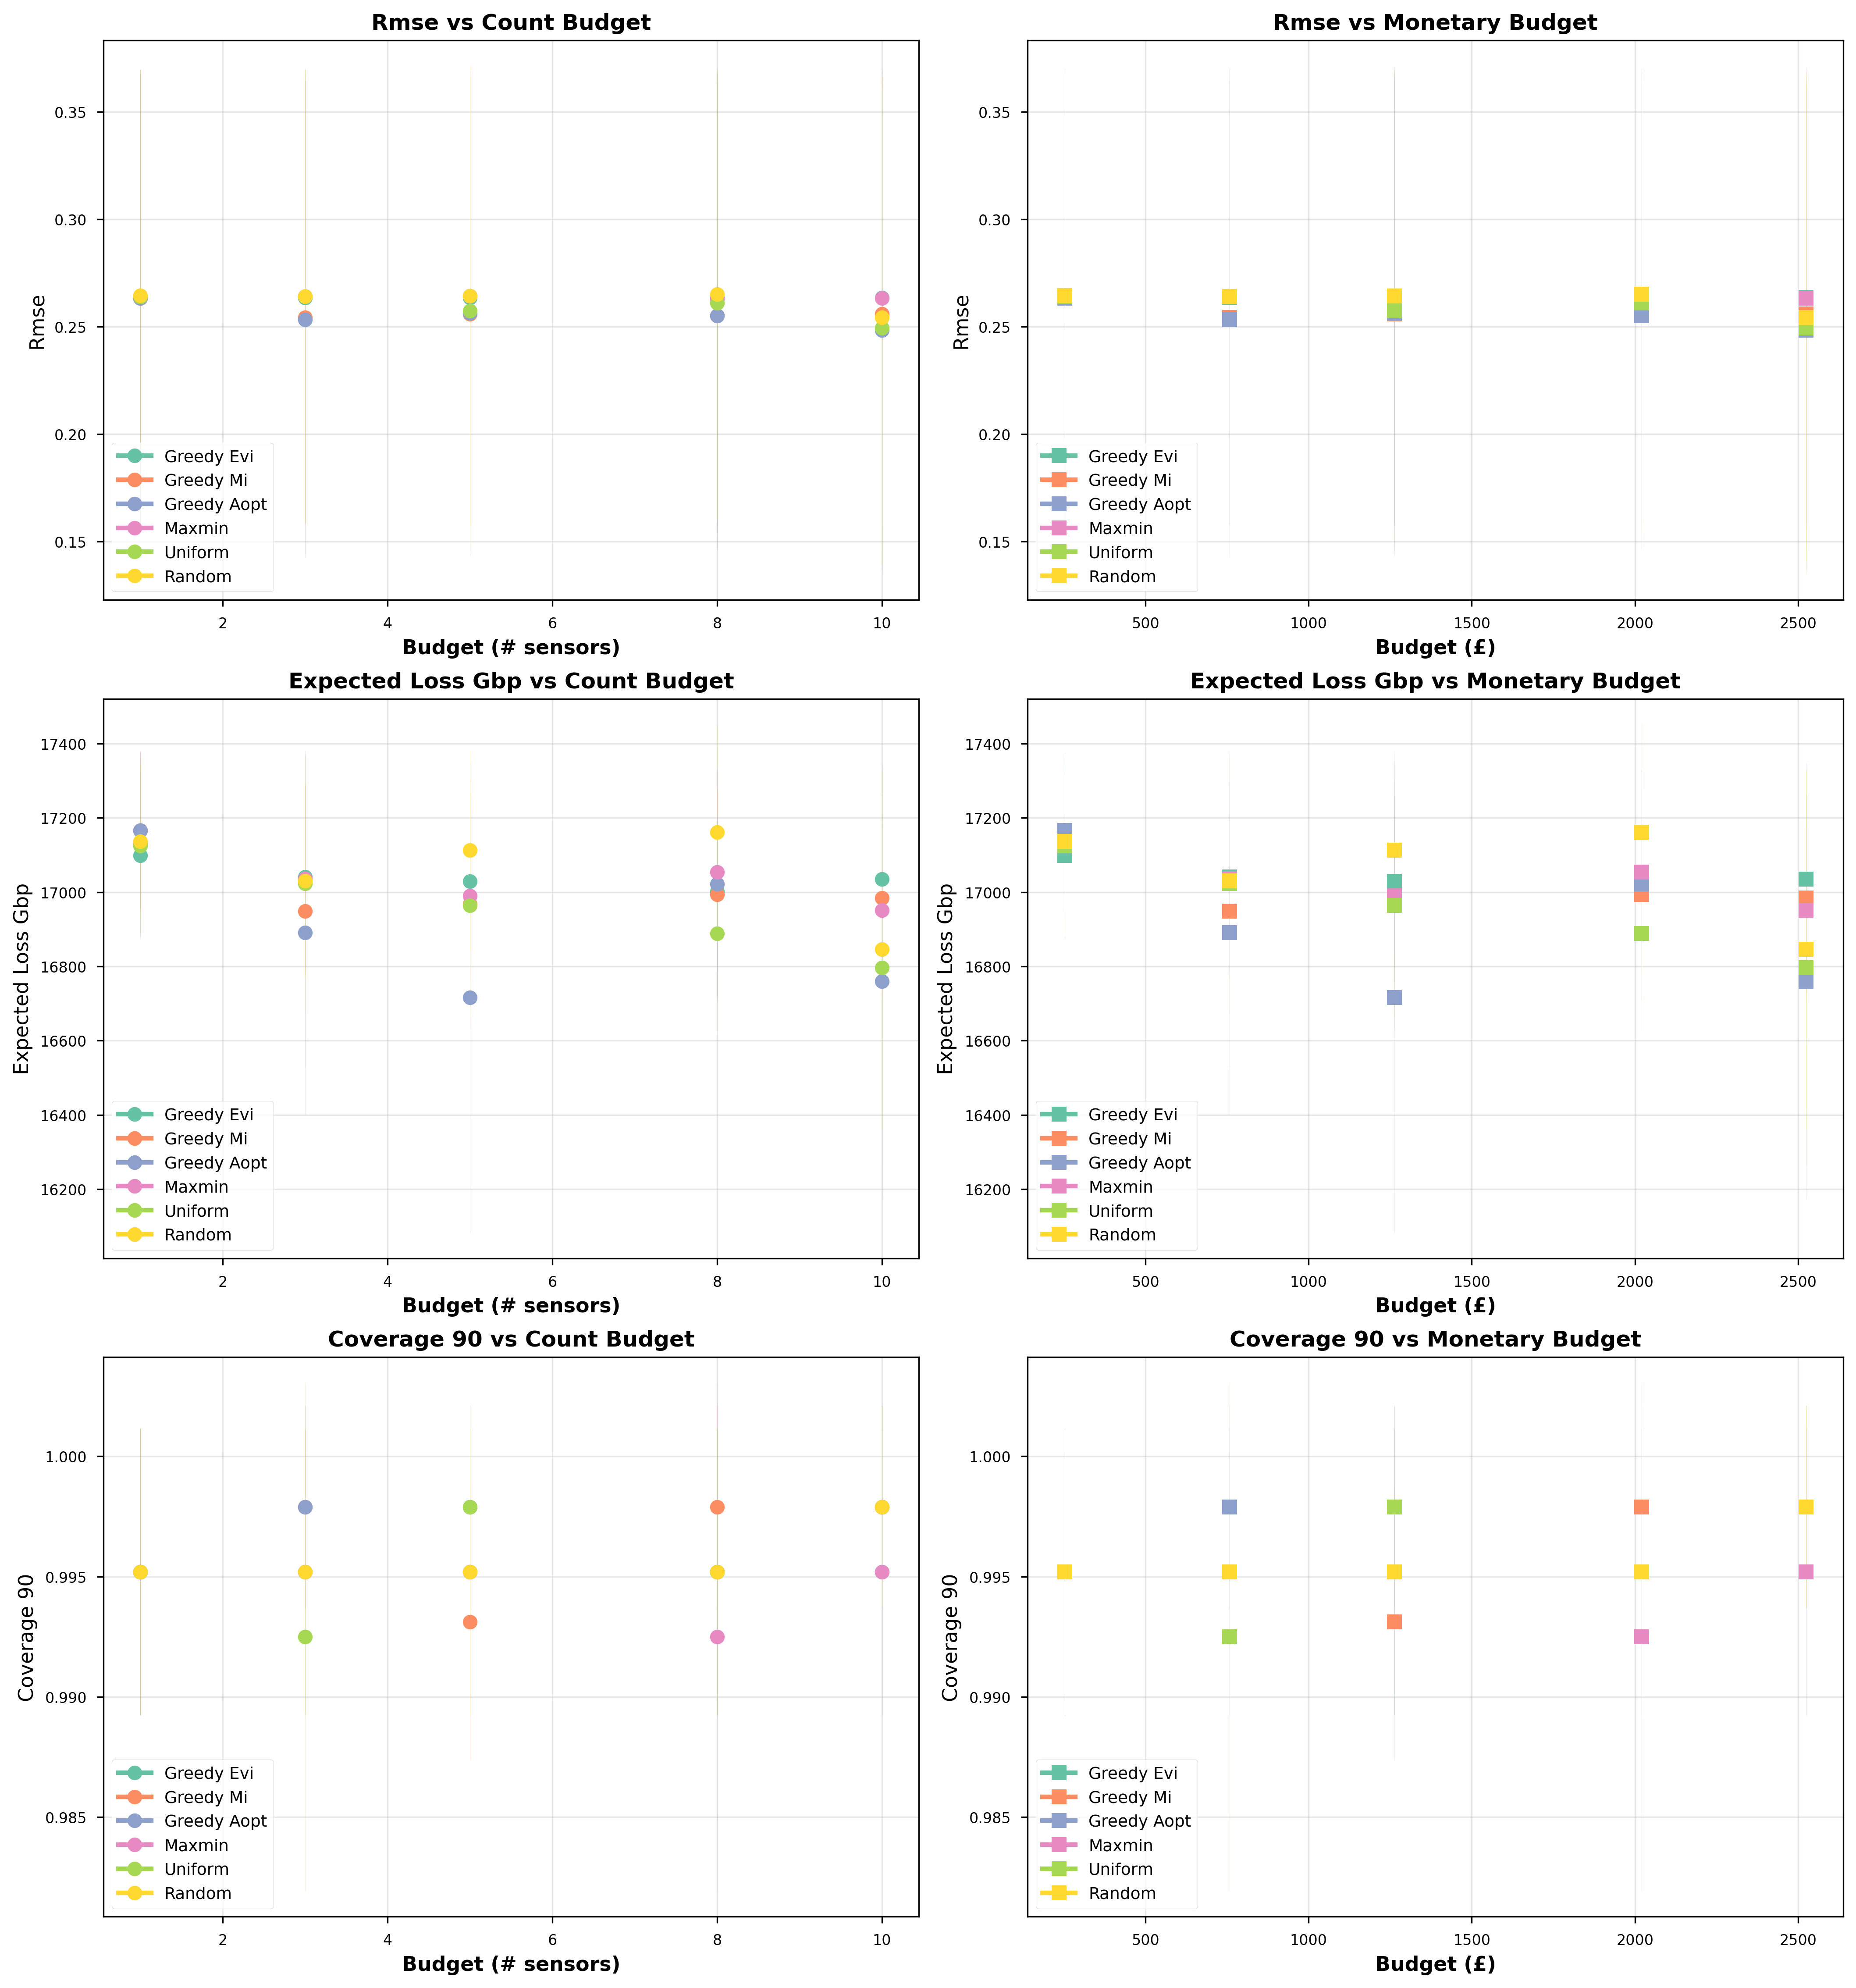 Rmse vs Count Budget
Rmse
0.35
0.30
0.25
0.20
0.15
Greedy Evi
Greedy Mi
Greedy Aopt
Maxmin
Uniform
Random
2 4 6 8 10
Budget (# sensors)
Rmse vs Monetary Budget
Rmse
0.35
0.30
0.25
0.20
0.15
Greedy Evi
Greedy Mi
Greedy Aopt
Maxmin
Uniform
Random
500 1000 1500 2000 2500
Budget (£)
Expected Loss Gbp vs Count Budget
Expected Loss Gbp
17400
17200
17000
16800
16600
16400
16200
Greedy Evi
Greedy Mi
Greedy Aopt
Maxmin
Uniform
Random
2 4 6 8 10
Budget (# sensors)
Expected Loss Gbp vs Monetary Budget
Expected Loss Gbp
17400
17200
17000
16800
16600
16400
16200
Greedy Evi
Greedy Mi
Greedy Aopt
Maxmin
Uniform
Random
500 1000 1500 2000 2500
Budget (£)
Coverage 90 vs Count Budget
Coverage 90
1.000
0.995
0.990
0.985
Greedy Evi
Greedy Mi
Greedy Aopt
Maxmin
Uniform
Random
2 4 6 8 10
Budget (# sensors)
Coverage 90 vs Monetary Budget
Coverage 90
1.000
0.995
0.990
0.985
Greedy Evi
Greedy Mi
Greedy Aopt
Maxmin
Uniform
Random
500 1000 1500 2000 2500
Budget (£)